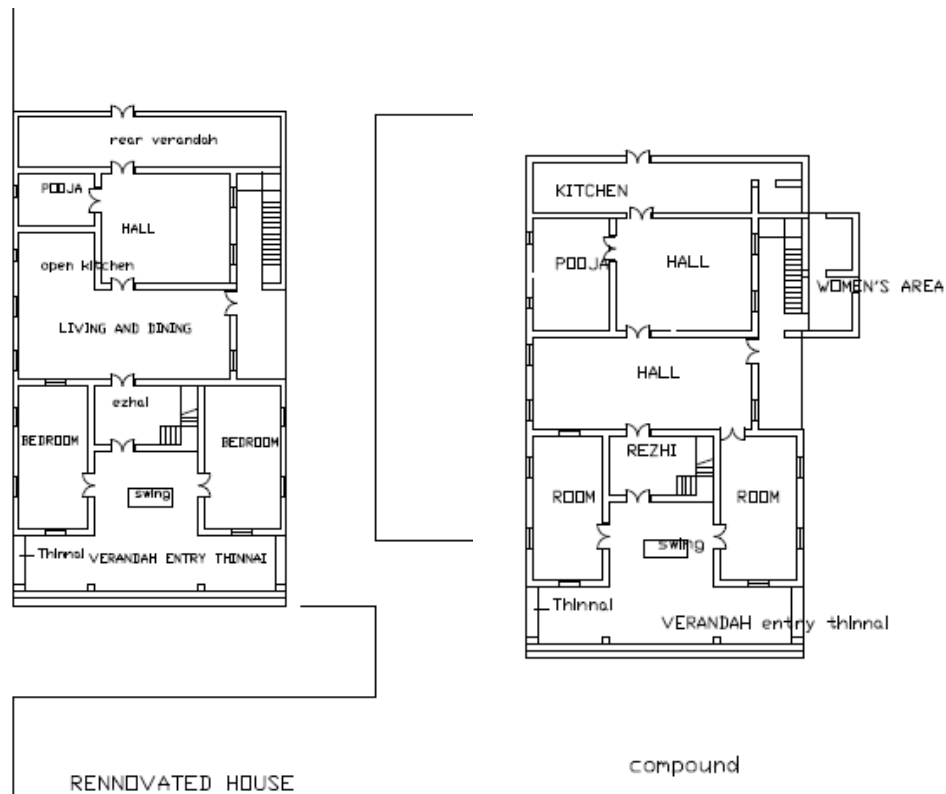 rear verandah
POOJA
HALL
open kitchen
LIVING AND DINING
ezhal
BEDROOM
BEDROOM
swing
Thinnai
VERANDAH ENTRY THINNAI
RENNOVATED HOUSE
KITCHEN
POOJA
HALL
WOMEN'S AREA
HALL
REZHI
ROOM
ROOM
swing
Thinnai
VERANDAH entry thinnai
compound